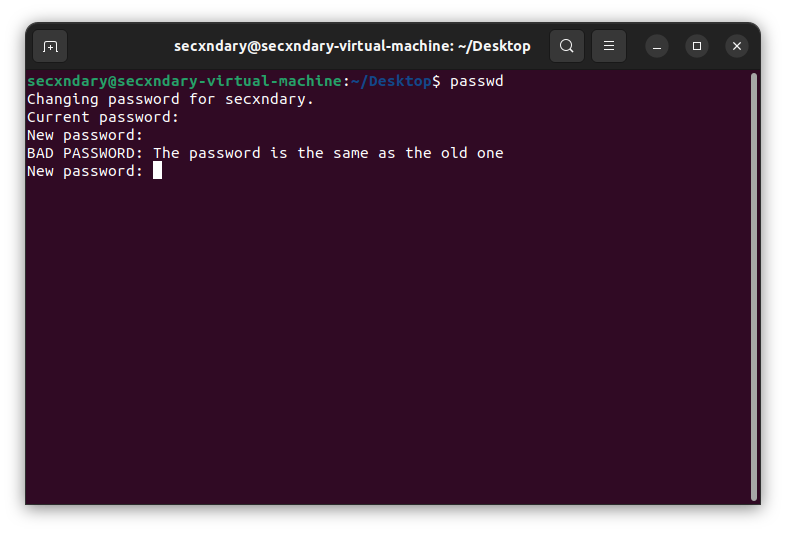 secxndary@secxndary-virtual-machine: ~/Desktop
secxndary@secxndary-virtual-machine:~/Desktop$ passwd
Changing password for secxndary.
Current password:
New password:
BAD PASSWORD: The password is the same as the old one
New password: